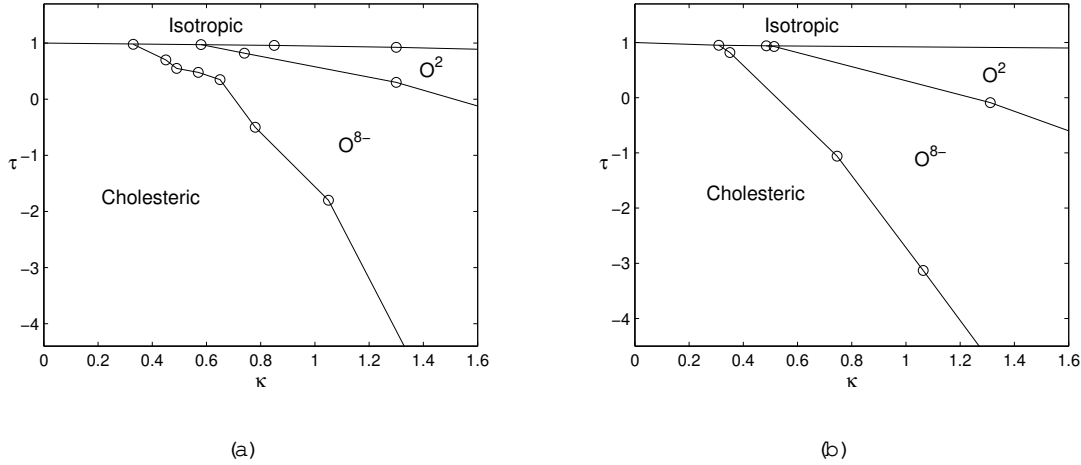 Isotropic
1
O²
0
O⁸⁻
−1
τ
Cholesteric
−2
−3
−4
0 0.2 0.4 0.6 0.8 1 1.2 1.4 1.6
κ
(a)
Isotropic
1
O²
0
O⁸⁻
−1
τ
Cholesteric
−2
−3
−4
0 0.2 0.4 0.6 0.8 1 1.2 1.4 1.6
κ
(b)